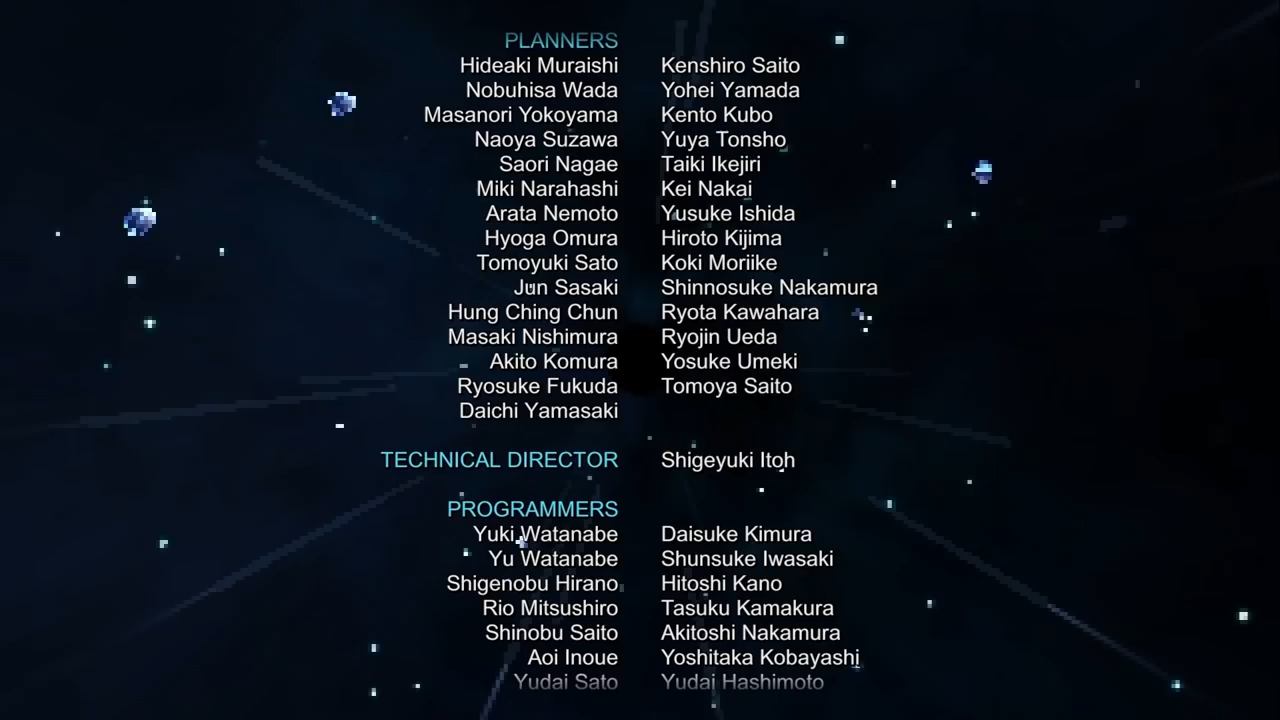 PLANNERS
Hideaki Muraishi Kenshiro Saito
Nobuhisa Wada Yohei Yamada
Masanori Yokoyama Kento Kubo
Naoya Suzawa Yuya Tonsho
Saori Nagae Taiki Ikejiri
Miki Narahashi Kei Nakai
Arata Nemoto Yusuke Ishida
Hyoga Omura Hiroto Kijima
Tomoyuki Sato Koki Moriike
Jun Sasaki Shinnosuke Nakamura
Hung Ching Chun Ryota Kawahara
Masaki Nishimura Ryojin Ueda
Akito Komura Yosuke Umeki
Ryosuke Fukuda Tomoya Saito
Daichi Yamasaki
TECHNICAL DIRECTOR Shigeyuki Itoh
PROGRAMMERS
Yuki Watanabe Daisuke Kimura
Yu Watanabe Shunsuke Iwasaki
Shigenobu Hirano Hitoshi Kano
Rio Mitsushiro Tasuku Kamakura
Shinobu Saito Akitoshi Nakamura
Aoi Inoue Yoshitaka Kobayashi
Yudai Sato Yudai Hashimoto